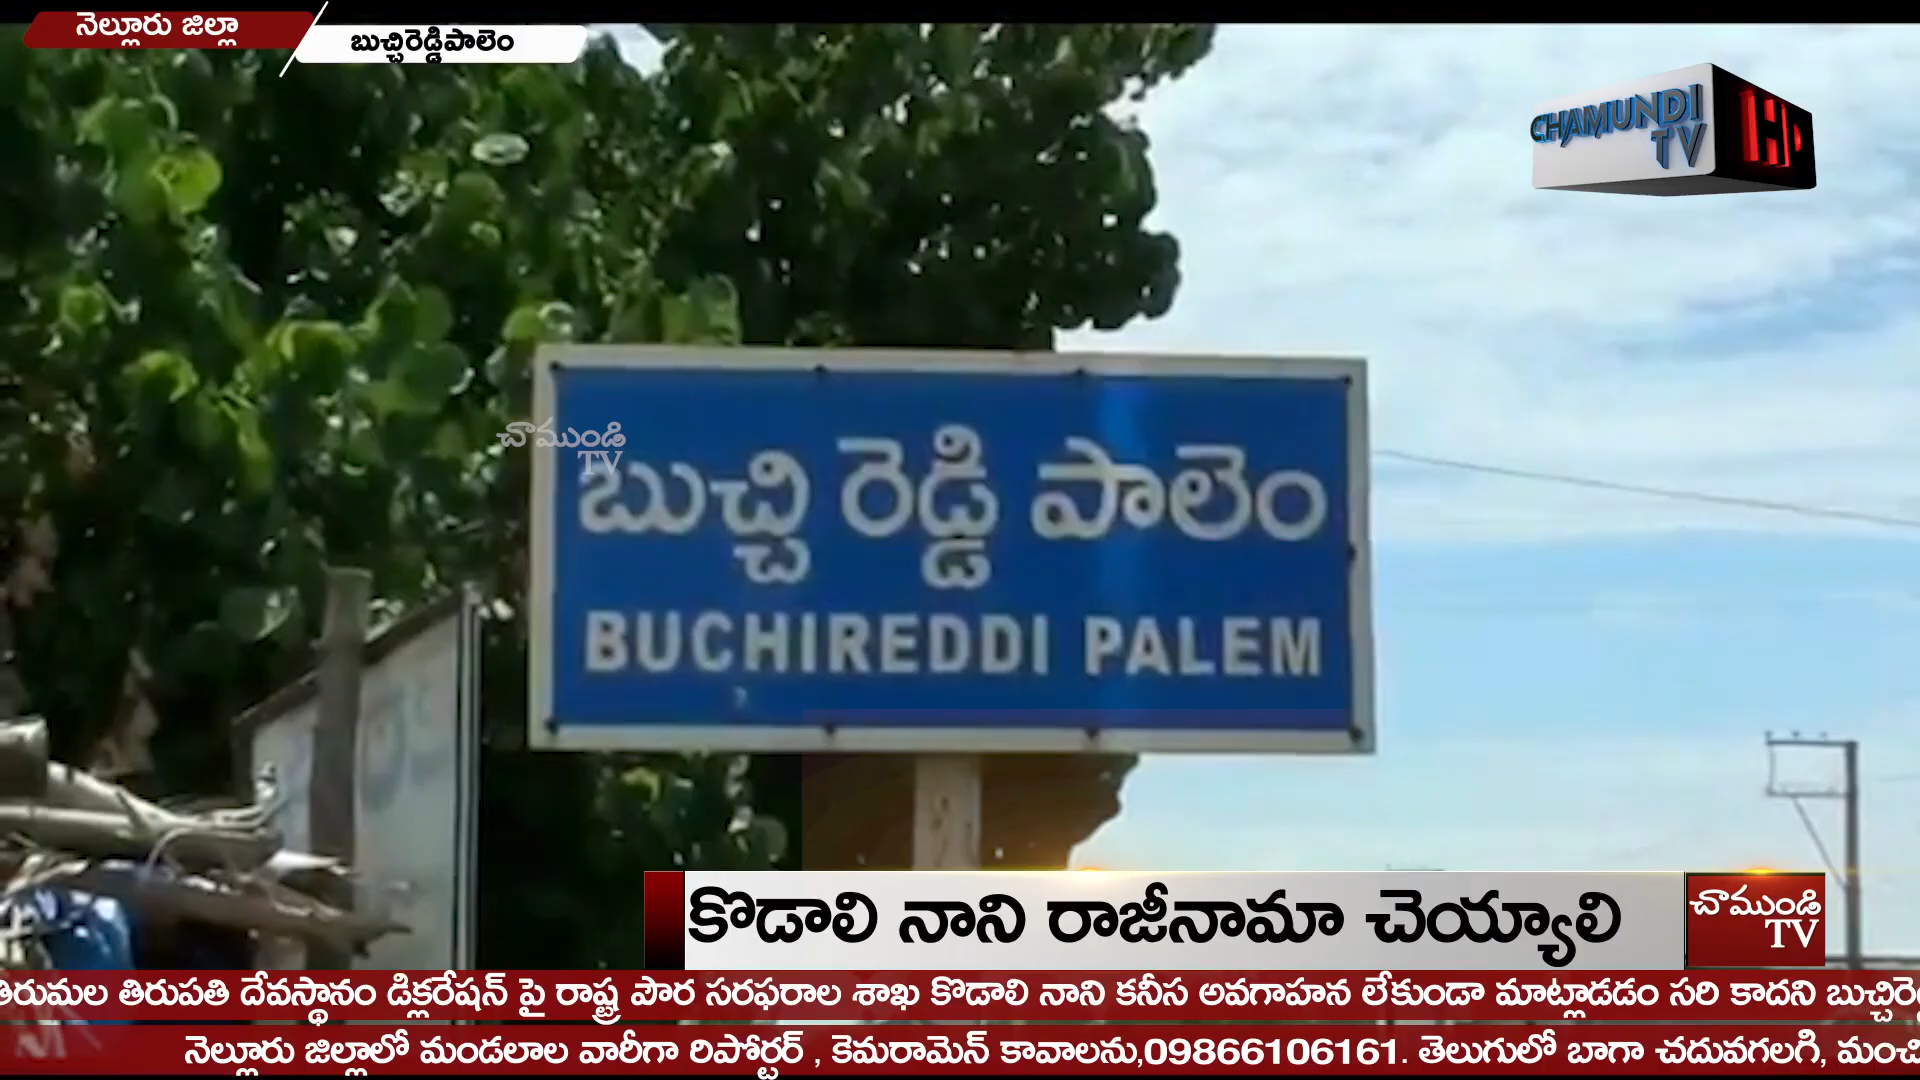 నెల్లూరు జిల్లా
బుచ్చిరెడ్డిపాలెం
CHAMUNDI
TV
HD
చాముండి
TV
బుచ్చి రెడ్డి పాలెం
BUCHIREDDI PALEM
కొడాలి నాని రాజీనామా చెయ్యాలి
చాముండి
TV
తిరుమల తిరుపతి దేవస్థానం డిక్లరేషన్ పై రాష్ట్ర పౌర సరఫరాల శాఖ కొడాలి నాని కనీస అవగాహన లేకుండా మాట్లాడడం సరి కాదని
నెల్లూరు జిల్లాలో మండలాల వారీగా రిపోర్టర్ , కెమరామెన్ కావాలను,09866106161. తెలుగులో బాగా చదువగలగి,